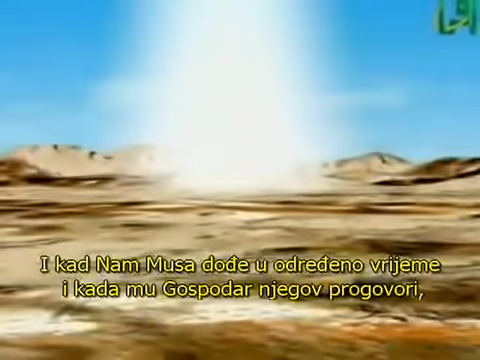 I kad Nam Musa dođe u određeno vrijeme
i kada mu Gospodar njegov progovori,